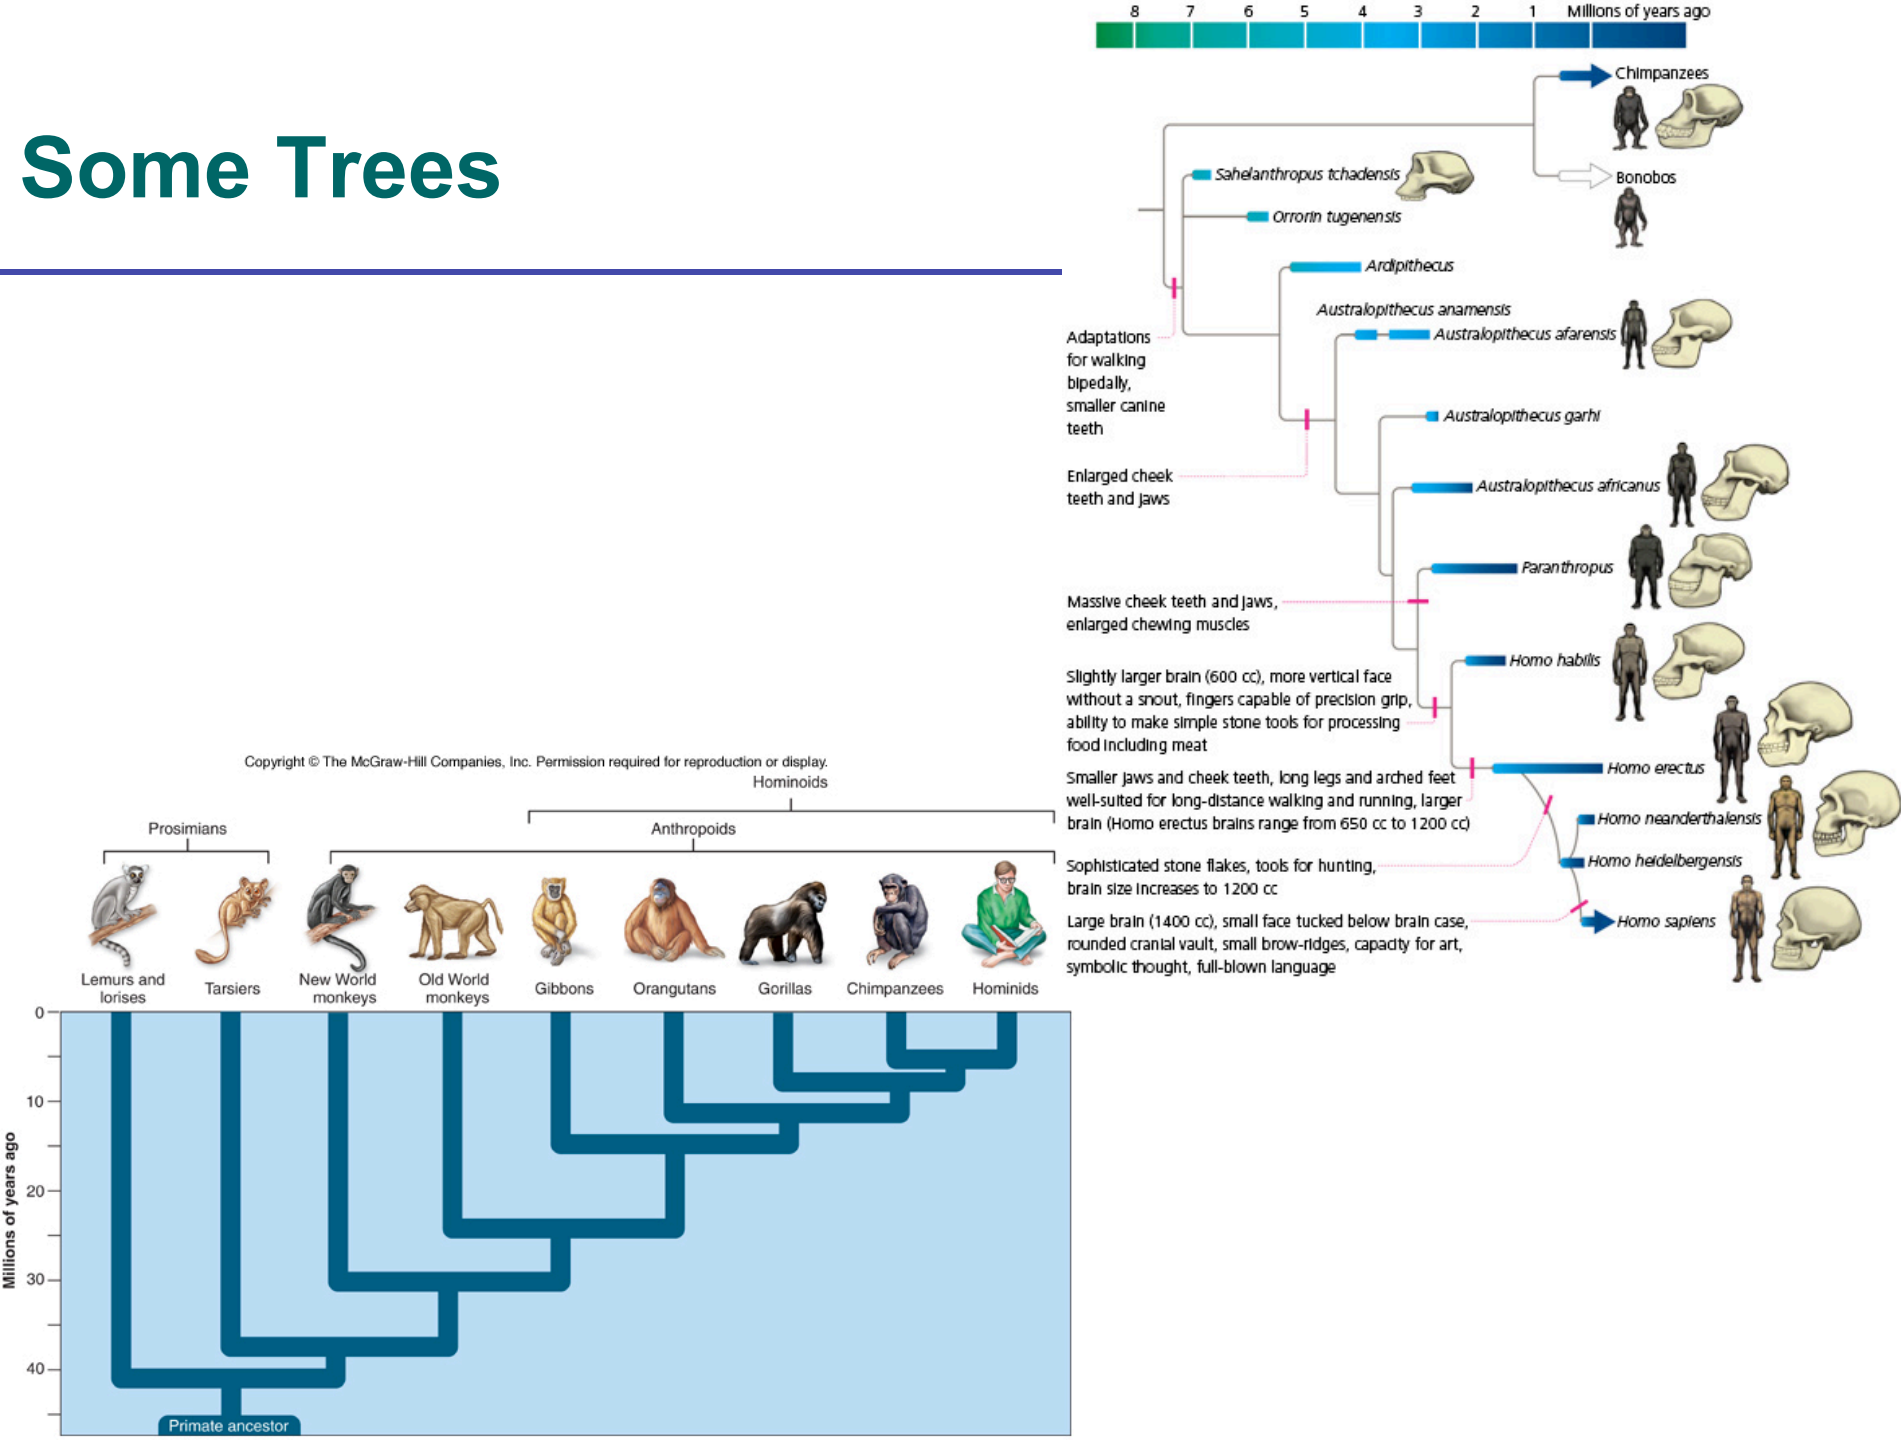 Some Trees
8 7 6 5 4 3 2 1 Millions of years ago
Chimpanzees
Sahelanthropus tchadensis
Bonobos
Orrorin tugenensis
Ardipithecus
Australopithecus anamensis
Australopithecus afarensis
Adaptations
for walking
bipedally,
smaller canine
teeth
Australopithecus garhi
Enlarged cheek
teeth and jaws
Australopithecus africanus
Paranthropus
Massive cheek teeth and jaws,
enlarged chewing muscles
Homo habilis
Slightly larger brain (600 cc), more vertical face
without a snout, fingers capable of precision grip,
ability to make simple stone tools for processing
food including meat
Homo erectus
Smaller jaws and cheek teeth, long legs and arched feet
well-suited for long-distance walking and running, larger
brain (Homo erectus brains range from 650 cc to 1200 cc)
Homo neanderthalensis
Homo heidelbergensis
Sophisticated stone flakes, tools for hunting,
brain size increases to 1200 cc
Homo sapiens
Large brain (1400 cc), small face tucked below brain case,
rounded cranial vault, small brow-ridges, capacity for art,
symbolic thought, full-blown language
Copyright © The McGraw-Hill Companies, Inc. Permission required for reproduction or display.
Hominoids
Prosimians
Anthropoids
Lemurs and
lorises
Tarsiers
New World
monkeys
Old World
monkeys
Gibbons
Orangutans
Gorillas
Chimpanzees
Hominids
0
10
20
30
40
Millions of years ago
Primate ancestor